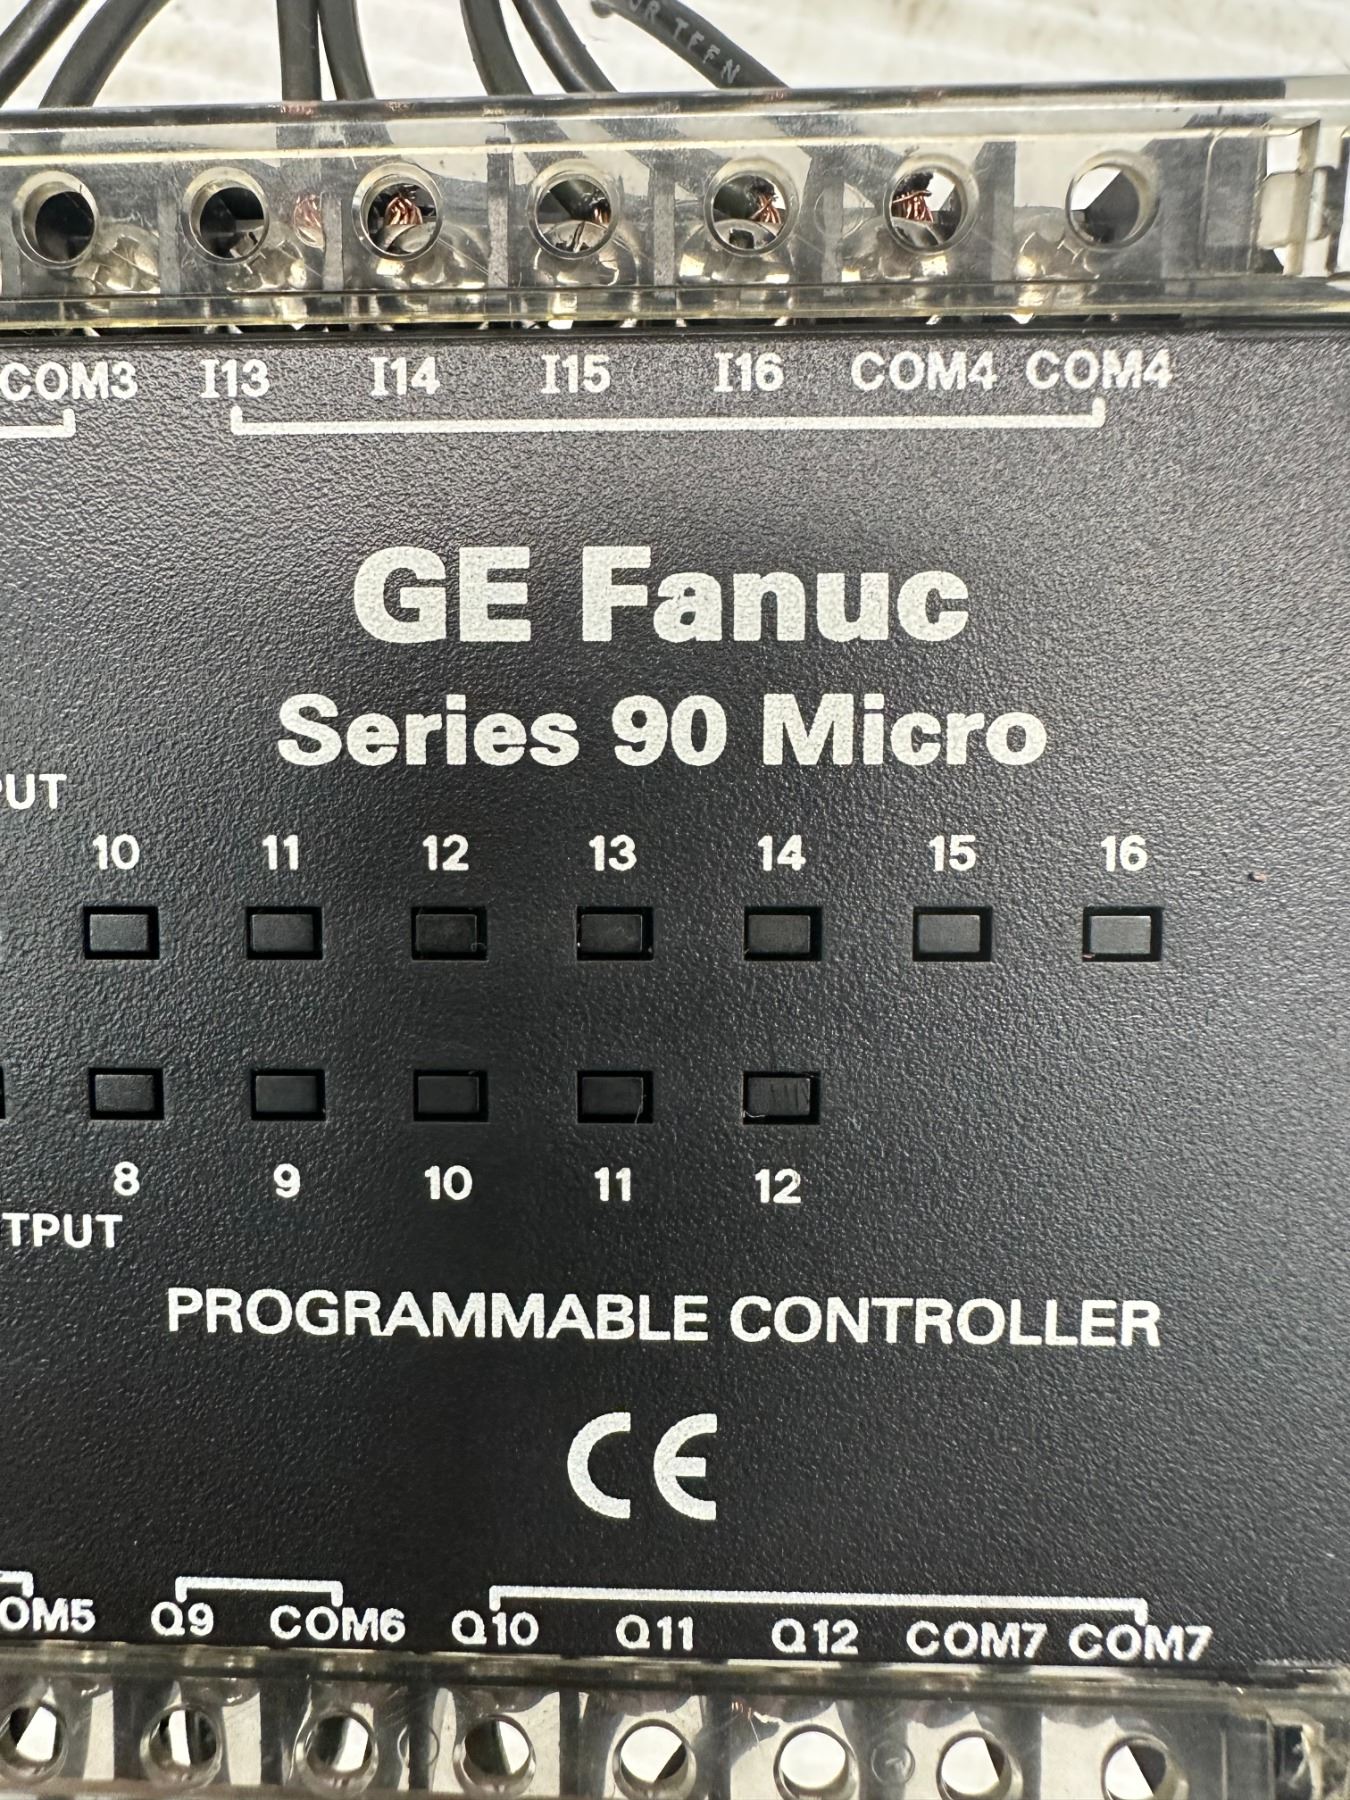 TEFN
COM3 I13 I14 I15 I16 COM4 COM4
GE Fanuc
Series 90 Micro
PUT
10 11 12 13 14 15 16
8 9 10 11 12
TPUT
PROGRAMMABLE CONTROLLER
CE
OM5 Q9 COM6 Q10 Q11 Q12 COM7 COM7